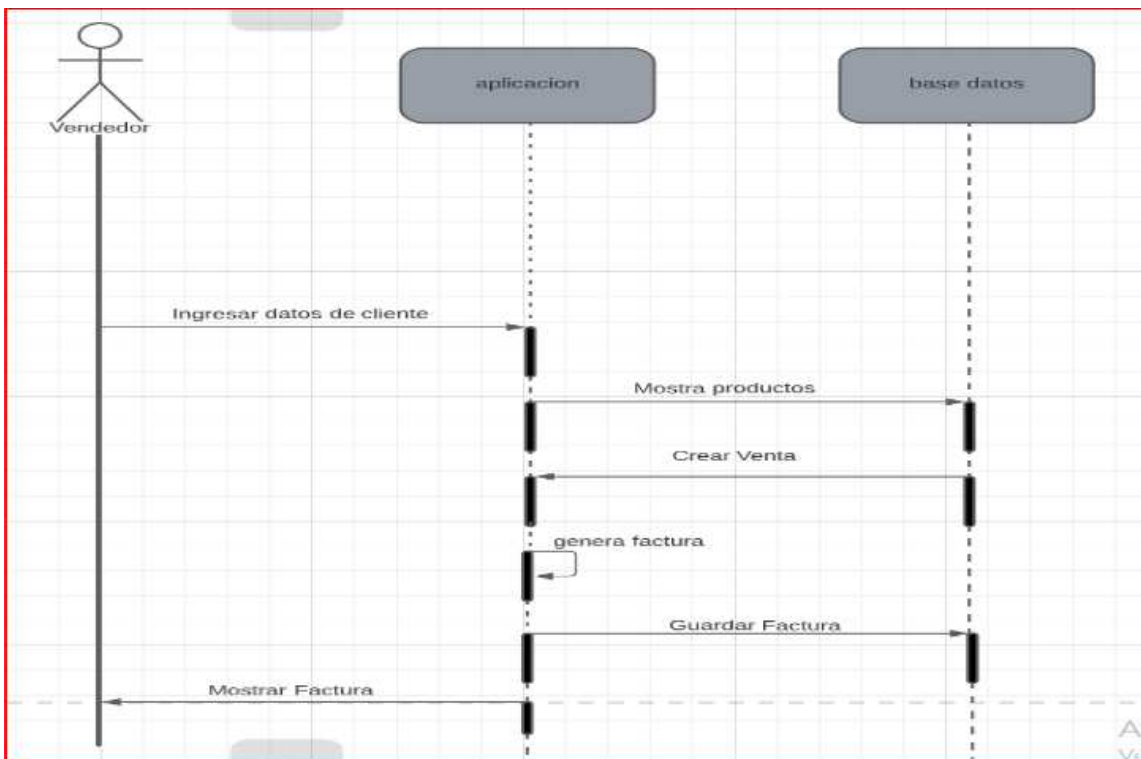 Vendedor
aplicacion
base datos
Ingresar datos de cliente
Mostra productos
Crear Venta
genera factura
Guardar Factura
Mostrar Factura